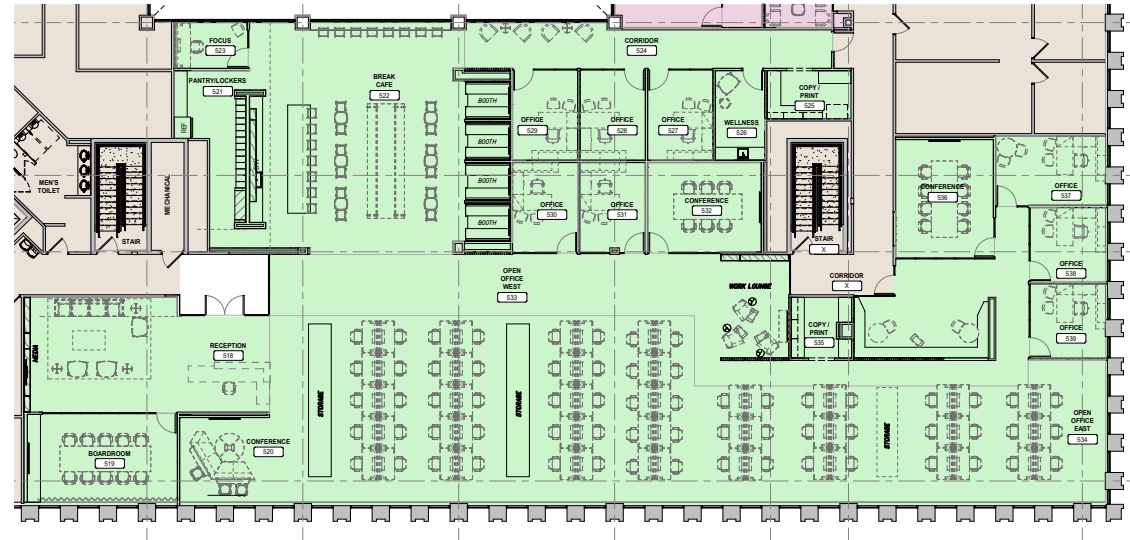 FOCUS
523
CORRIDOR
524
PANTRY/LOCKERS
521
BREAK
CAFE
522
REF
BOOTH
BOOTH
BOOTH
BOOTH
OFFICE
529
OFFICE
528
OFFICE
527
WELLNESS
526
COPY /
PRINT
525
MEN'S
TOILET
STAIR
MECHANICAL
OFFICE
530
OFFICE
531
CONFERENCE
532
STAIR
X
CONFERENCE
536
OFFICE
537
OFFICE
538
OFFICE
539
CORRIDOR
X
OPEN
OFFICE
WEST
533
WORK LOUNGE
COPY /
PRINT
535
MEDIA
RECEPTION
518
STORAGE
STORAGE
STORAGE
OPEN
OFFICE
EAST
534
BOARDROOM
519
CONFERENCE
520